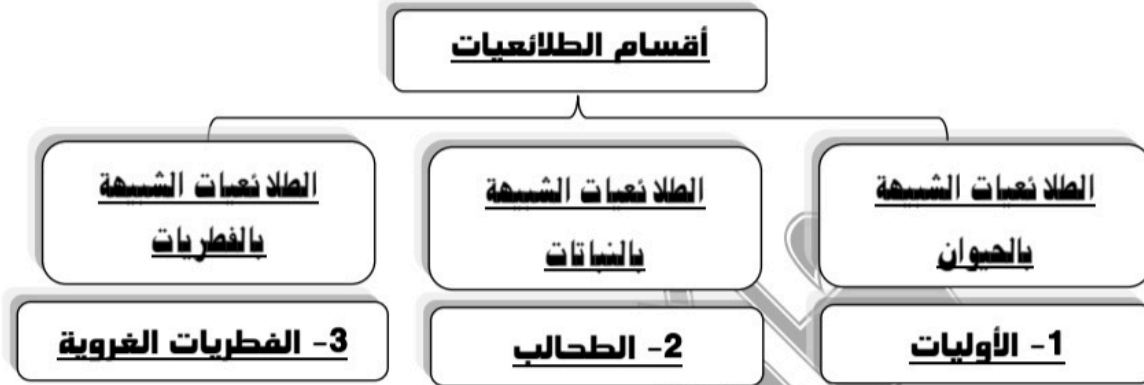 أقسام الطلائعيات
الطلائعيات الشبيهة
بالحيوان
1- الأوليات
الطلائعيات الشبيهة
بالنباتات
2- الطحالب
الطلائعيات الشبيهة
بالفطريات
3- الفطريات الغروية